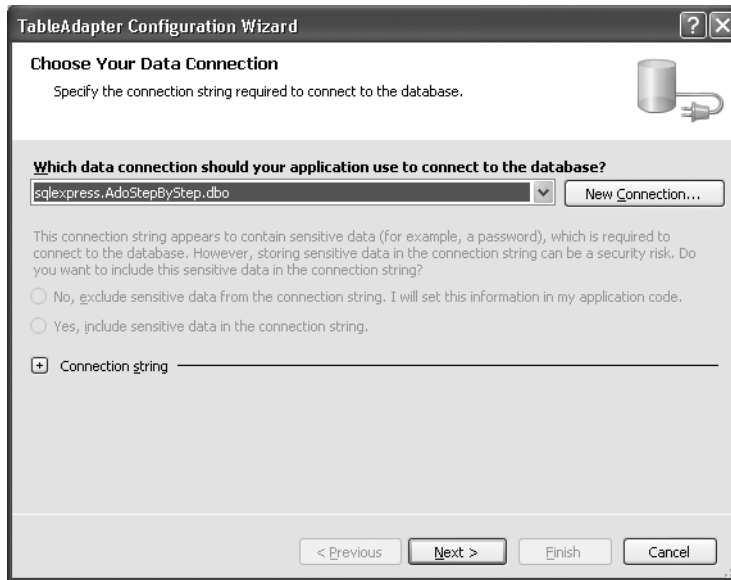 TableAdapter Configuration Wizard
Choose Your Data Connection
Specify the connection string required to connect to the database.
Which data connection should your application use to connect to the database?
sqlexpress.AdoStepByStep.dbo
New Connection...
This connection string appears to contain sensitive data (for example, a password), which is required to
connect to the database. However, storing sensitive data in the connection string can be a security risk. Do
you want to include this sensitive data in the connection string?
No, exclude sensitive data from the connection string. I will set this information in my application code.
Yes, include sensitive data in the connection string.
Connection string
< Previous
Next >
Finish
Cancel